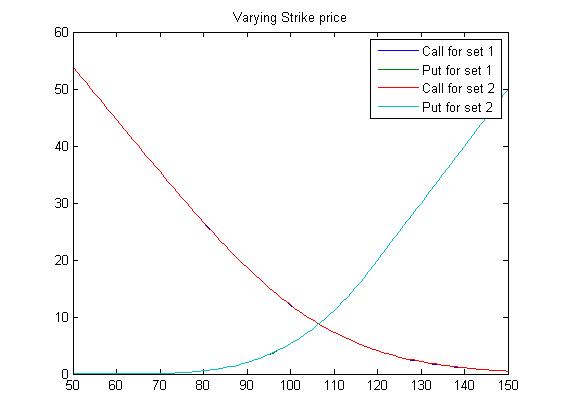 Varying Strike price
60
50
40
30
20
10
0
Call for set 1
Put for set 1
Call for set 2
Put for set 2
50 60 70 80 90 100 110 120 130 140 150